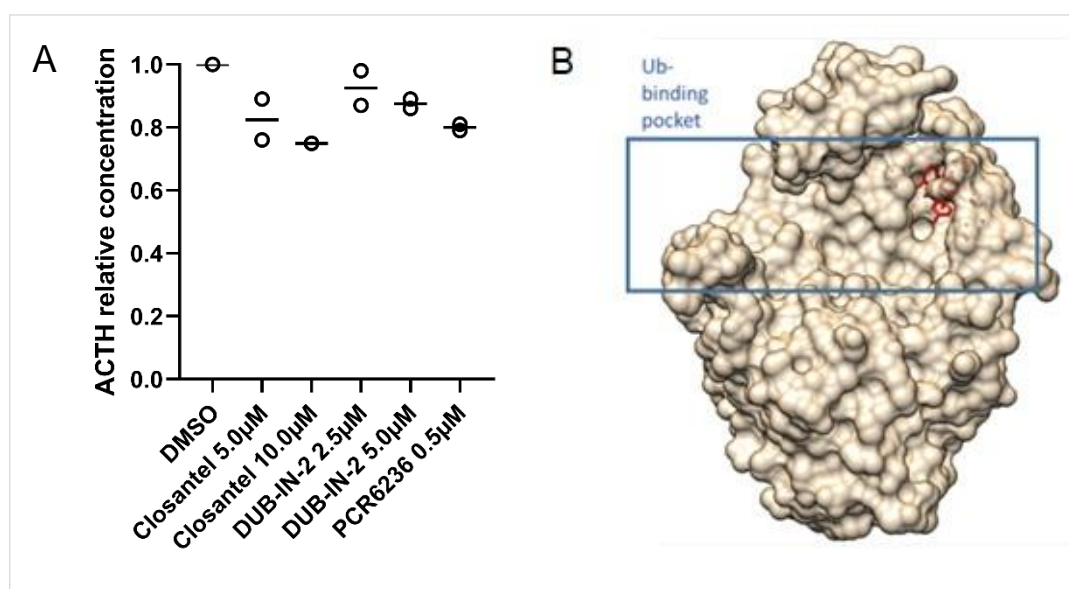 A
ACTH relative concentration
1.0
0.8
0.6
0.4
0.2
0.0
DMSO
Closantel 5.0µM
Closantel 10.0µM
DUB-IN-2 2.5µM
DUB-IN-2 5.0µM
PCR6236 0.5µM
B
Ub-
binding
pocket